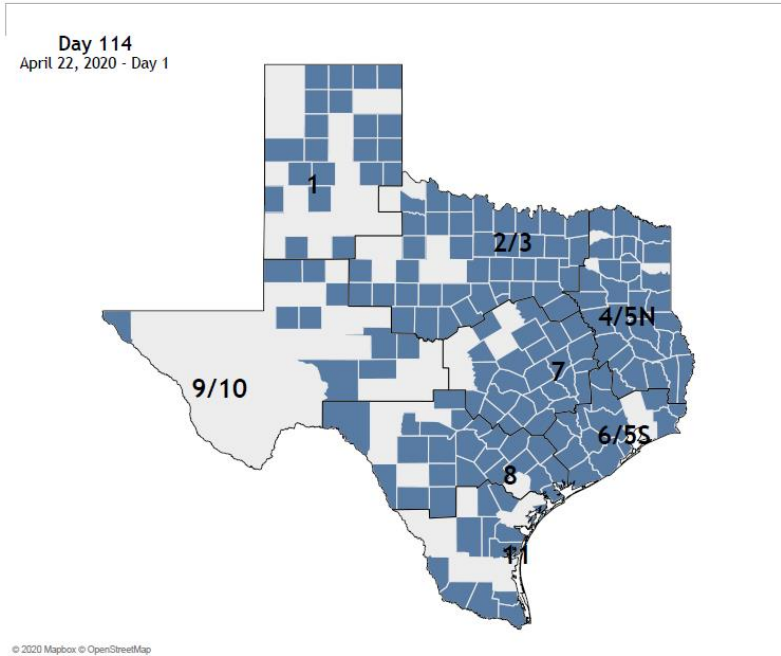 Day 114
April 22, 2020 - Day 1
1
2/3
4/5N
7
9/10
6/5S
8
11
© 2020 Mapbox © OpenStreetMap